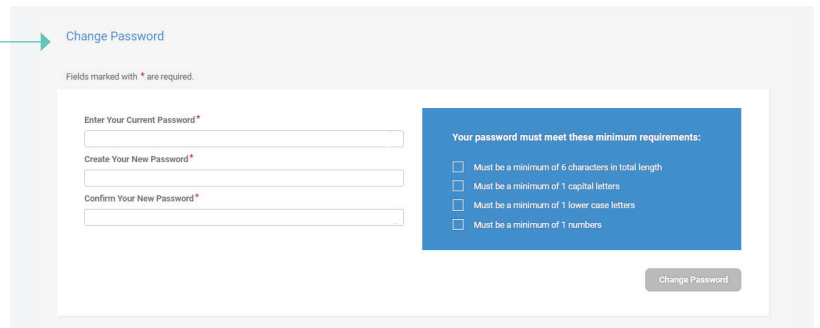 Change Password
Fields marked with * are required.
Enter Your Current Password*
Create Your New Password*
Confirm Your New Password*
Your password must meet these minimum requirements:
Must be a minimum of 6 characters in total length
Must be a minimum of 1 capital letters
Must be a minimum of 1 lower case letters
Must be a minimum of 1 numbers
Change Password